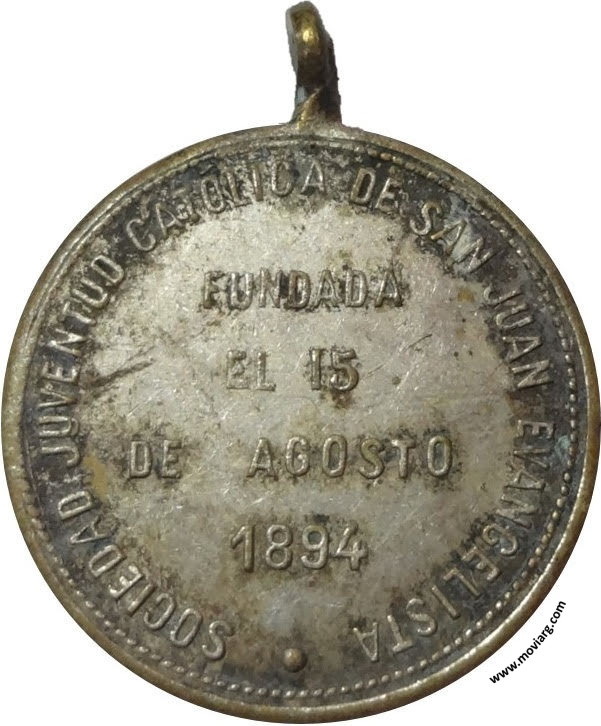 SOCIEDAD JUVENTUD CATOLICA DE SAN JUAN EVANGELISTA
FUNDADA
EL 15
DE AGOSTO
1894
www.moviarg.com